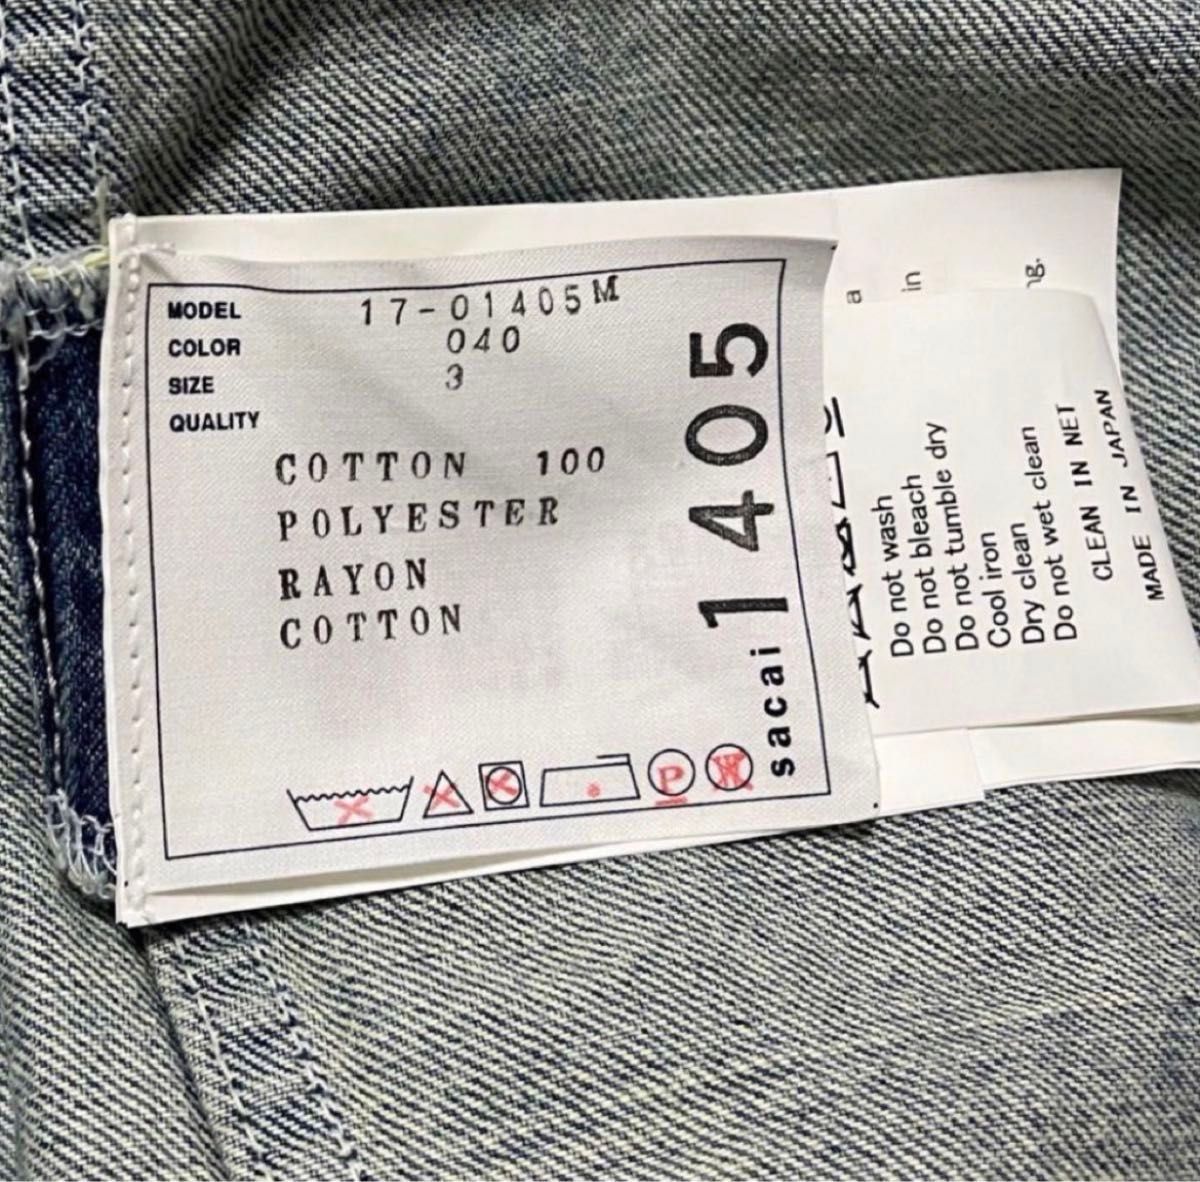 MODEL 17-01405M
COLOR 040
SIZE 3
QUALITY
COTTON 100
POLYESTER
RAYON
COTTON
P
W
sacai 1405
a
in
Do not wash
Do not bleach
Do not tumble dry
Cool iron
Dry clean
Do not wet clean
CLEAN IN NET
MADE IN JAPAN